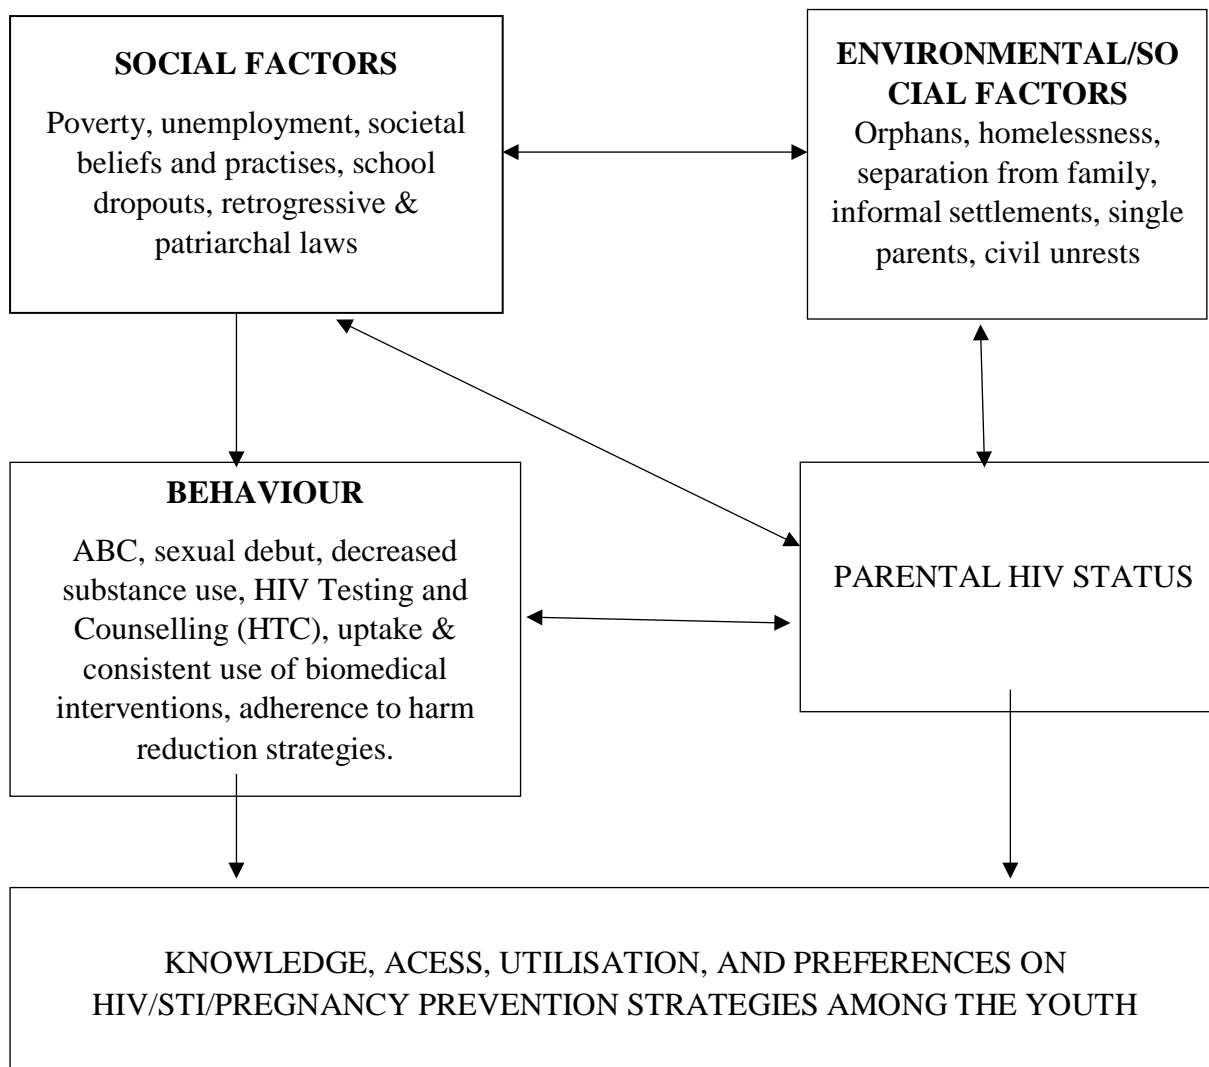 SOCIAL FACTORS
Poverty, unemployment, societal
beliefs and practises, school
dropouts, retrogressive &
patriarchal laws
ENVIRONMENTAL/SO
CIAL FACTORS
Orphans, homelessness,
separation from family,
informal settlements, single
parents, civil unrests
BEHAVIOUR
ABC, sexual debut, decreased
substance use, HIV Testing and
Counselling (HTC), uptake &
consistent use of biomedical
interventions, adherence to harm
reduction strategies.
PARENTAL HIV STATUS
KNOWLEDGE, ACESS, UTILISATION, AND PREFERENCES ON
HIV/STI/PREGNANCY PREVENTION STRATEGIES AMONG THE YOUTH